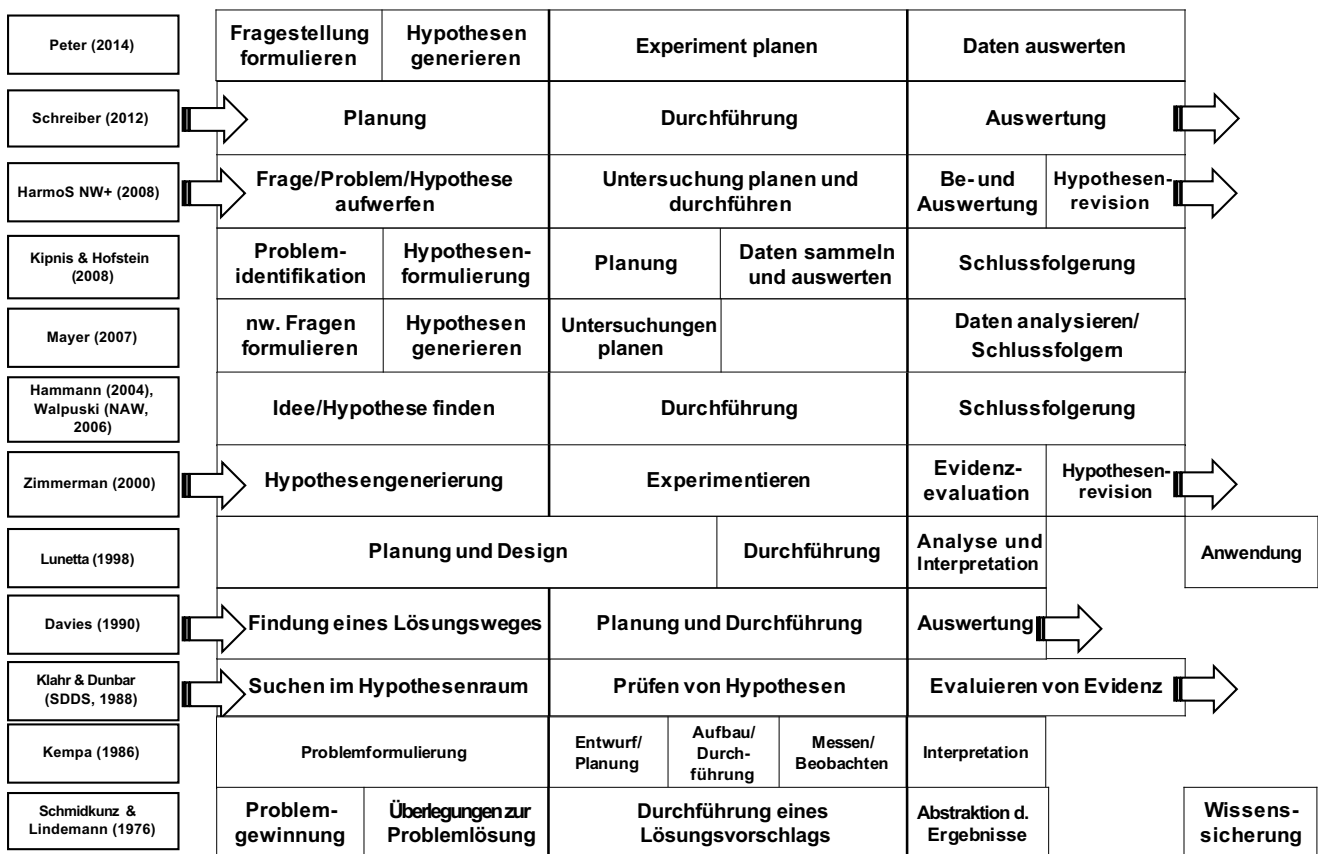 Peter (2014)
Fragestellung
formulieren
Hypothesen
generieren
Experiment planen
Daten auswerten
Schreiber (2012)
Planung
Durchführung
Auswertung
HarmoS NW+ (2008)
Frage/Problem/Hypothese
aufwerfen
Untersuchung planen und
durchführen
Be- und
Auswertung
Hypothesen-
revision
Kipnis & Hofstein
(2008)
Problem-
identifikation
Hypothesen-
formulierung
Planung
Daten sammeln
und auswerten
Schlussfolgerung
Mayer (2007)
nw. Fragen
formulieren
Hypothesen
generieren
Untersuchungen
planen
Daten analysieren/
Schlussfolgern
Hammann (2004),
Walpuski (NAW,
2006)
Idee/Hypothese finden
Durchführung
Schlussfolgerung
Zimmerman (2000)
Hypothesengenerierung
Experimentieren
Evidenz-
evaluation
Hypothesen-
revision
Lunetta (1998)
Planung und Design
Durchführung
Analyse und
Interpretation
Anwendung
Davies (1990)
Findung eines Lösungsweges
Planung und Durchführung
Auswertung
Klahr & Dunbar
(SDDS, 1988)
Suchen im Hypothesenraum
Prüfen von Hypothesen
Evaluieren von Evidenz
Kempa (1986)
Problemformulierung
Entwurf/
Planung
Aufbau/
Durch-
führung
Messen/
Beobachten
Interpretation
Schmidkunz &
Lindemann (1976)
Problem-
gewinnung
Überlegungen zur
Problemlösung
Durchführung eines
Lösungsvorschlags
Abstraktion d.
Ergebnisse
Wissens-
sicherung